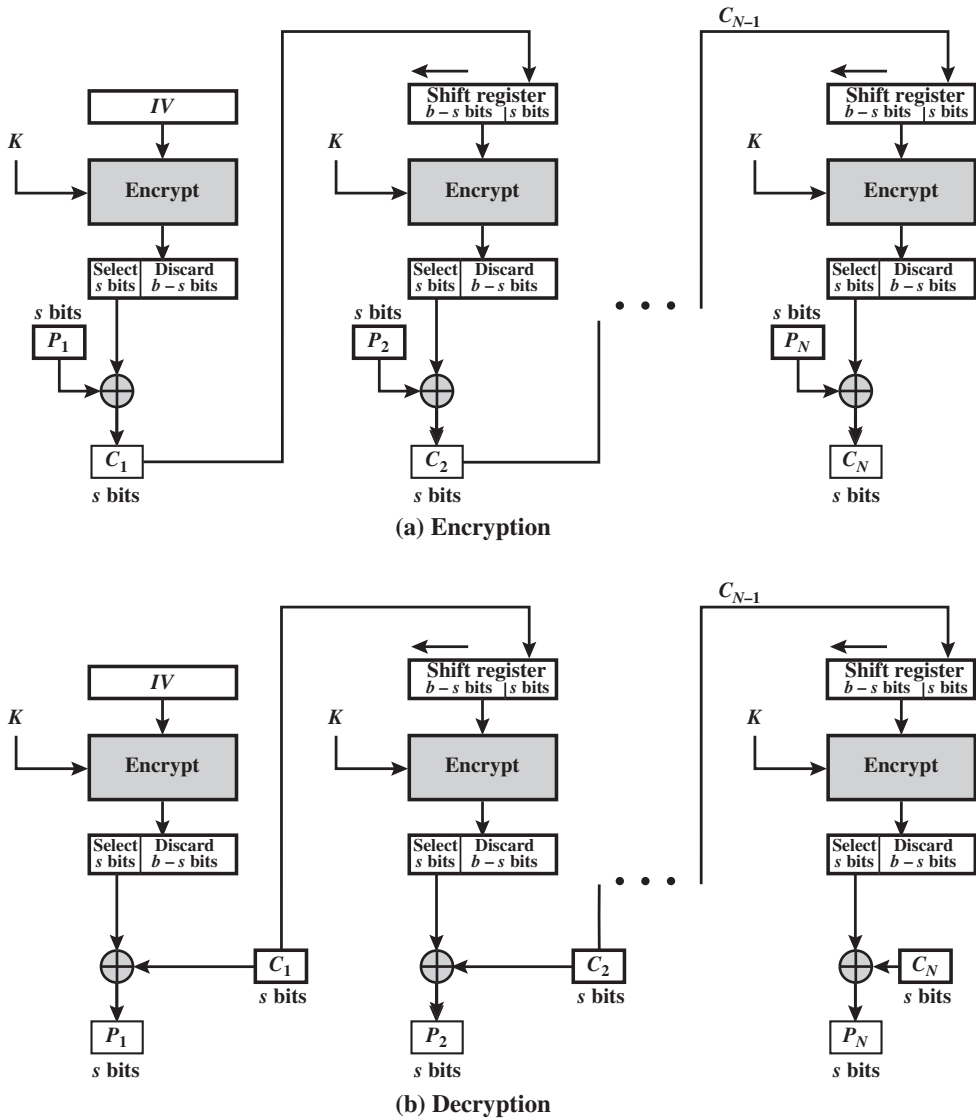 C_{N–1}
IV
Shift register
b – s bits | s bits
Shift register
b – s bits | s bits
K
Encrypt
K
Encrypt
K
Encrypt
Select Discard
s bits b – s bits
Select Discard
s bits b – s bits
Select Discard
s bits b – s bits
s bits
P_1
s bits
P_2
• • •
s bits
P_N
C_1
s bits
C_2
s bits
C_N
s bits
(a) Encryption
C_{N–1}
IV
Shift register
b – s bits | s bits
Shift register
b – s bits | s bits
K
Encrypt
K
Encrypt
K
Encrypt
Select Discard
s bits b – s bits
Select Discard
s bits b – s bits
Select Discard
s bits b – s bits
• • •
C_1
s bits
C_2
s bits
C_N
s bits
P_1
s bits
P_2
s bits
P_N
s bits
(b) Decryption